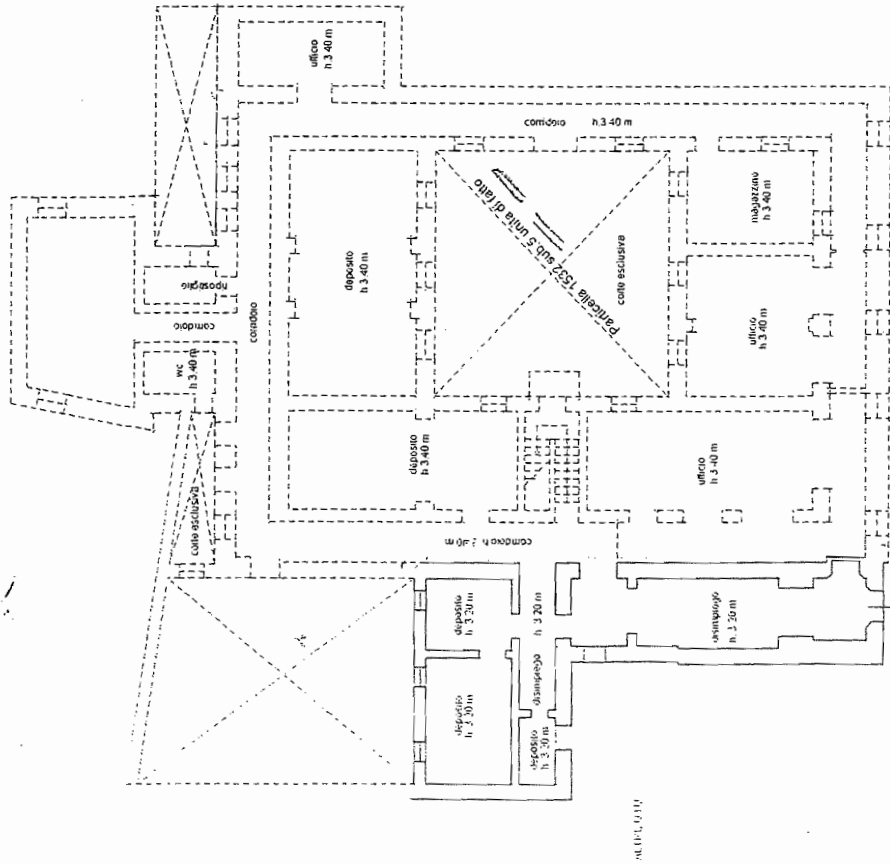 ufficio
h 3 40 m
corridoio h. 3 40 m
ripostiglio
corridoio
wc
h 3.40 m
corridoio
deposito
h 3 40 m
Particella 1532 sub.5 unità di fatto
corte esclusiva
magazzino
h 3 40 m
ufficio
h 3 40 m
deposito
h 3 40 m
ufficio
h 3 40 m
corte esclusiva
corridoio h 3 40 m
deposito
h 3 20 m
h 3 20 m
disimpegno
deposito
h 3 20 m
deposito
h 3 20 m
disimpegno
h. 3 20 m